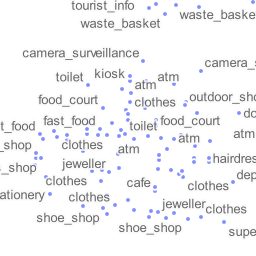 tourist_info
waste_baske
waste_basket
camera_surveillance
camera_s
toilet
kiosk
atm
atm
food_court
clothes
outdoor_sho
fast_food
toilet
food_court
t_food
do
clothes
atm
atm
_shop
atm
jeweller
hairdres
s_shop
clothes
cafe
clothes
dep
ationery
clothes
jeweller
clothes
shoe_shop
shoe_shop
supe